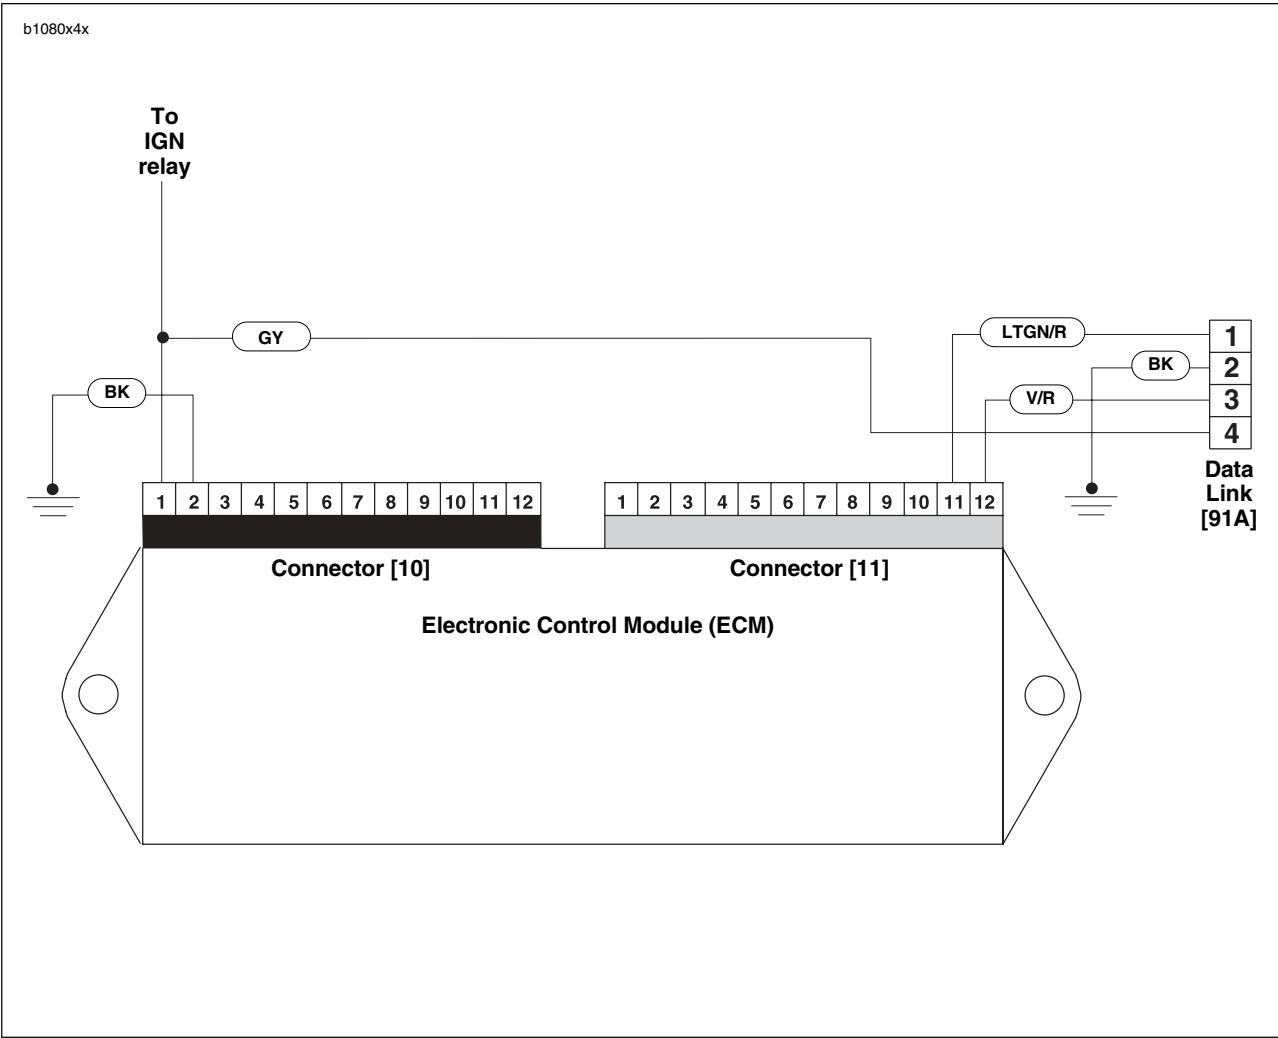 b1080x4x
To
IGN
relay
GY
LTGN/R
1
BK
2
V/R
3
BK
4
Data
Link
[91A]
1 2 3 4 5 6 7 8 9 10 11 12
1 2 3 4 5 6 7 8 9 10 11 12
Connector [10]
Connector [11]
Electronic Control Module (ECM)